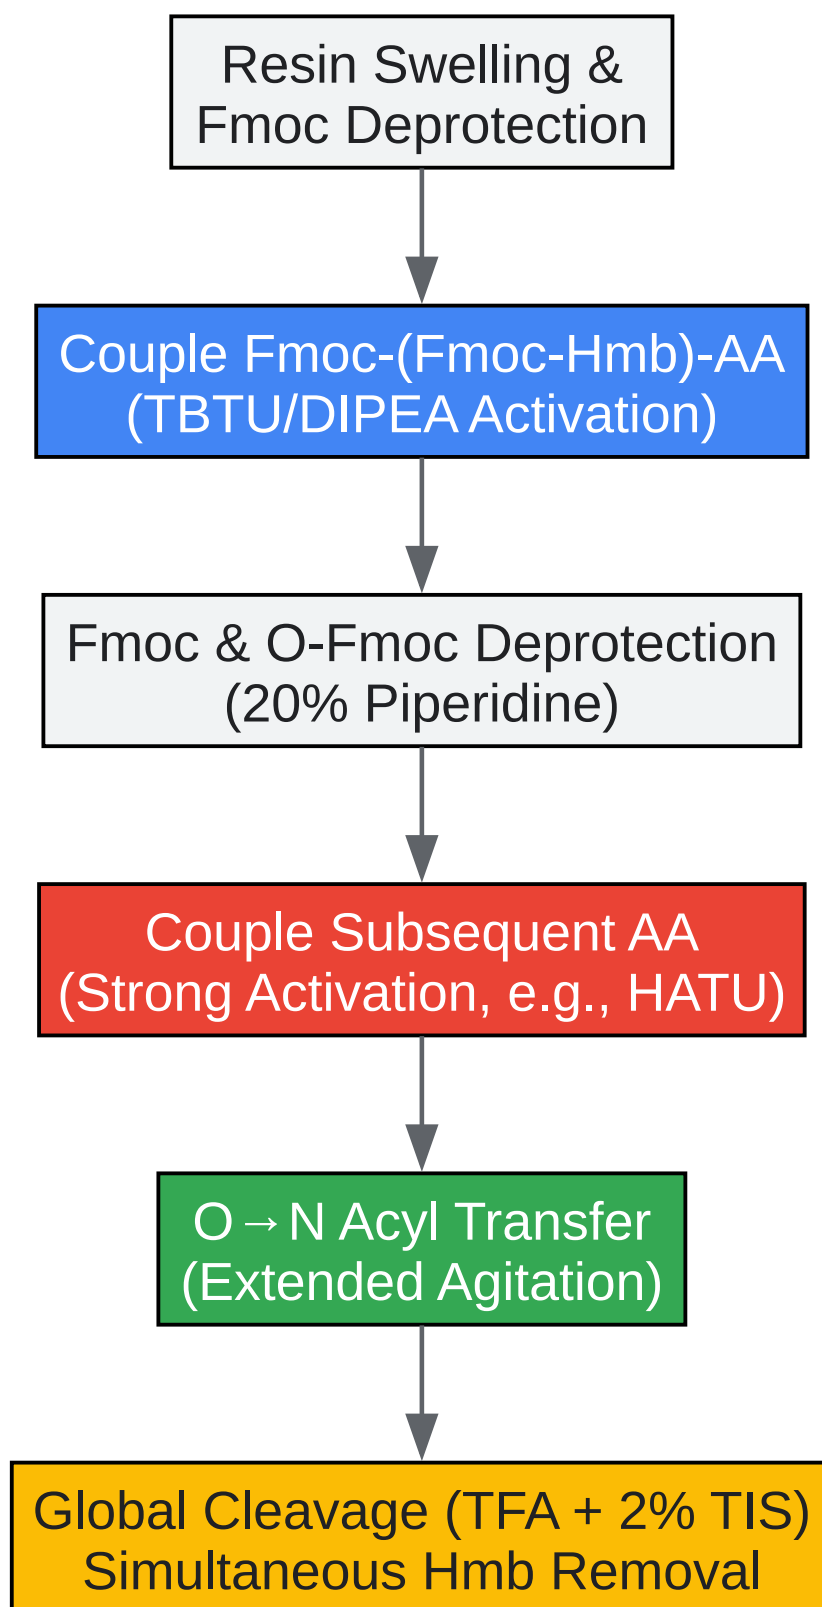 Resin Swelling &
Fmoc Deprotection
Couple Fmoc-(Fmoc-Hmb)-AA
(TBTU/DIPEA Activation)
Fmoc & O-Fmoc Deprotection
(20% Piperidine)
Couple Subsequent AA
(Strong Activation, e.g., HATU)
O→N Acyl Transfer
(Extended Agitation)
Global Cleavage (TFA + 2% TIS)
Simultaneous Hmb Removal